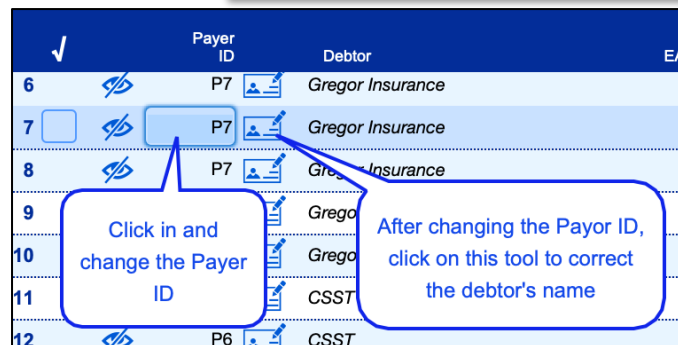 √ Payer ID Debtor
6 P7 Gregor Insurance
7 P7 Gregor Insurance
8 P7 Gregor Insurance
9 Grego
10 Grego
11 CSST
12 P6 CSST
Click in and
change the Payer
ID
After changing the Payor ID,
click on this tool to correct
the debtor's name